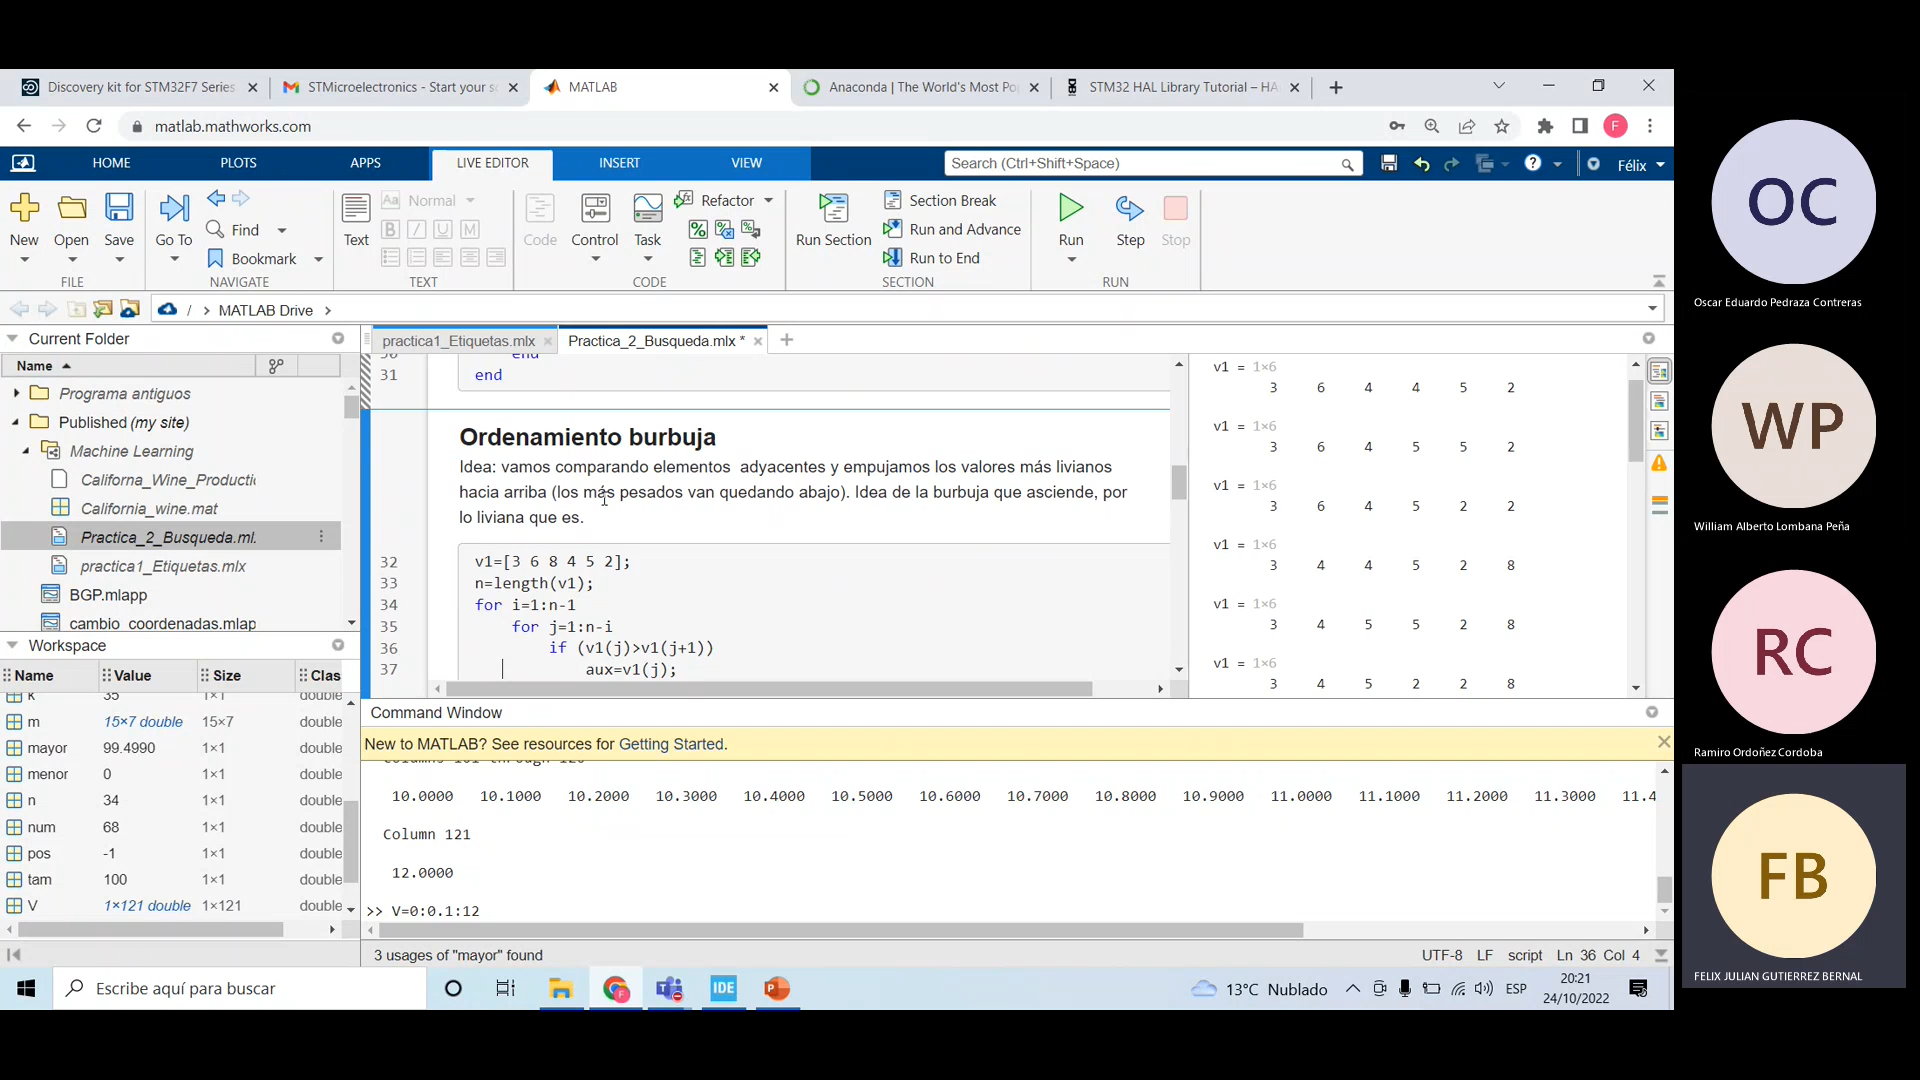 Discovery kit for STM32F7 Series
STMicroelectronics - Start your s
MATLAB
Anaconda | The World's Most Po
STM32 HAL Library Tutorial – HA
matlab.mathworks.com
F
HOME PLOTS APPS LIVE EDITOR INSERT VIEW
Search (Ctrl+Shift+Space)
Félix
New Open Save
FILE
Go To Find Bookmark
NAVIGATE
Text Aa Normal
B I U M
TEXT
Code Control Task Refactor
CODE
Run Section
Section Break
Run and Advance
Run to End
SECTION
Run Step Stop
RUN
/ > MATLAB Drive >
Current Folder
Name
Programa antiguos
Published (my site)
Machine Learning
Californa_Wine_Producti
California_wine.mat
Practica_2_Busqueda.ml.
practica1_Etiquetas.mlx
BGP.mlapp
cambio_coordenadas.mlap
Workspace
Name Value Size Clas
k 35 1×1 double
m 15×7 double 15×7 double
mayor 99.4990 1×1 double
menor 0 1×1 double
n 34 1×1 double
num 68 1×1 double
pos -1 1×1 double
tam 100 1×1 double
V 1×121 double 1×121 double
practica1_Etiquetas.mlx
Practica_2_Busqueda.mlx *
30 end
31 end
Ordenamiento burbuja
Idea: vamos comparando elementos adyacentes y empujamos los valores más livianos
hacia arriba (los más pesados van quedando abajo). Idea de la burbuja que asciende, por
lo liviana que es.
32 v1=[3 6 8 4 5 2];
33 n=length(v1);
34 for i=1:n-1
35 for j=1:n-i
36 if (v1(j)>v1(j+1))
37 aux=v1(j);
v1 = 1×6
3 6 4 4 5 2
v1 = 1×6
3 6 4 5 5 2
v1 = 1×6
3 6 4 5 2 2
v1 = 1×6
3 4 4 5 2 8
v1 = 1×6
3 4 5 5 2 8
v1 = 1×6
3 4 5 2 2 8
Command Window
New to MATLAB? See resources for Getting Started.
Columns 101 through 120
10.0000 10.1000 10.2000 10.3000 10.4000 10.5000 10.6000 10.7000 10.8000 10.9000 11.0000 11.1000 11.2000 11.3000 11.4
Column 121
12.0000
>> V=0:0.1:12
3 usages of "mayor" found
UTF-8 LF script Ln 36 Col 4
Escribe aquí para buscar
IDE
13°C Nublado
ESP
20:21
24/10/2022
OC
Oscar Eduardo Pedraza Contreras
WP
William Alberto Lombana Peña
RC
Ramiro Ordoñez Cordoba
FB
FELIX JULIAN GUTIERREZ BERNAL